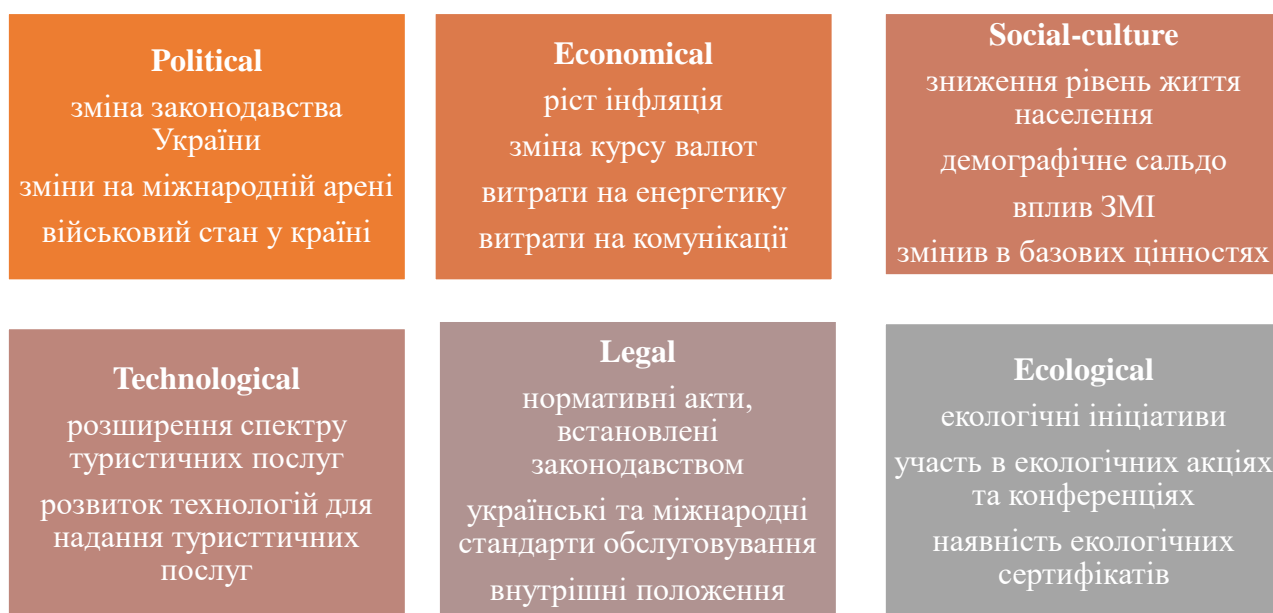 Political
зміна законодавства
України
зміни на міжнародній арені
військовий стан у країні
Economical
ріст інфляція
зміна курсу валют
витрати на енергетику
витрати на комунікації
Social-culture
зниження рівень життя
населення
демографічне сальдо
вплив ЗМІ
змінив в базових цінностях
Technological
розширення спектру
туристичних послуг
розвиток технологій для
надання туристтичних
послуг
Legal
нормативні акти,
встановлені
законодавством
українські та міжнародні
стандарти обслуговування
внутрішні положення
Ecological
екологічні ініціативи
участь в екологічних акціях
та конференціях
наявність екологічних
сертифікатів